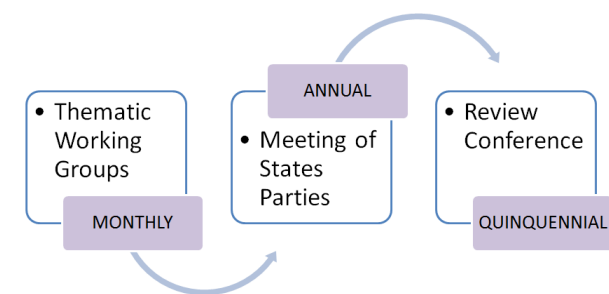 • Thematic
Working
Groups
MONTHLY
ANNUAL
• Meeting of
States
Parties
• Review
Conference
QUINQUENNIAL